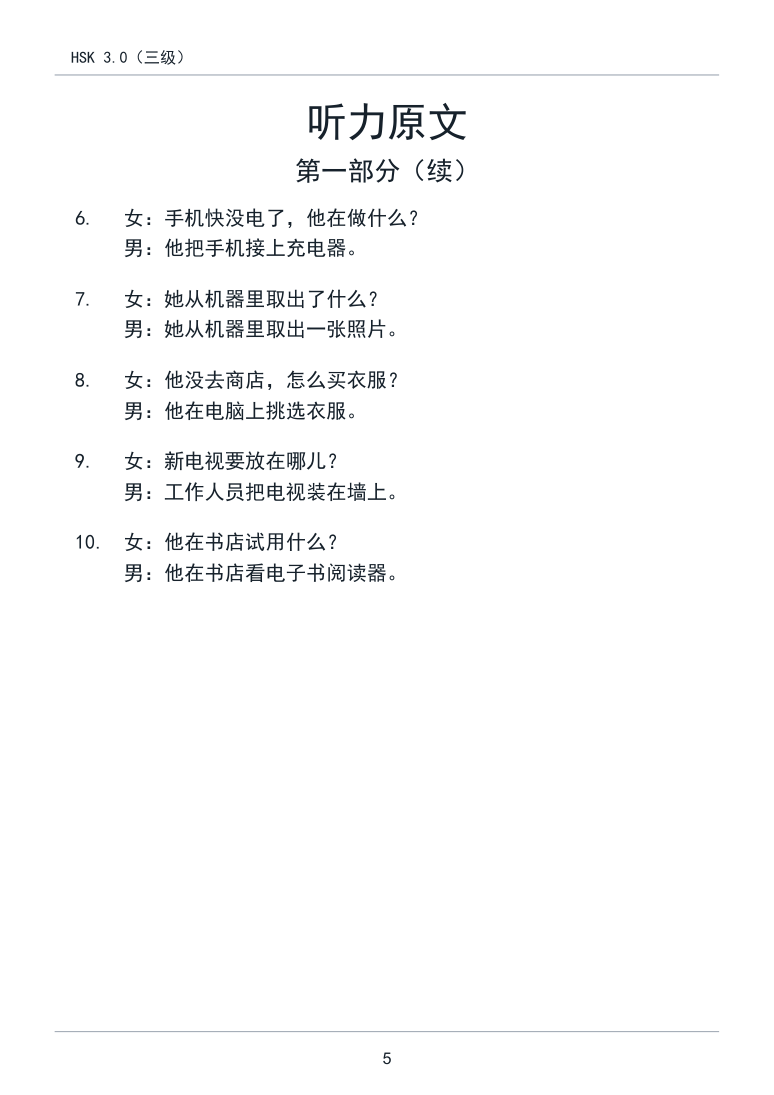 HSK 3.0（三级）
听力原文
第一部分（续）
6. 女：手机快没电了，他在做什么？
男：他把手机接上充电器。
7. 女：她从机器里取出了什么？
男：她从机器里取出一张照片。
8. 女：他没去商店，怎么买衣服？
男：他在电脑上挑选衣服。
9. 女：新电视要放在哪儿？
男：工作人员把电视装在墙上。
10. 女：他在书店试用什么？
男：他在书店看电子书阅读器。
5